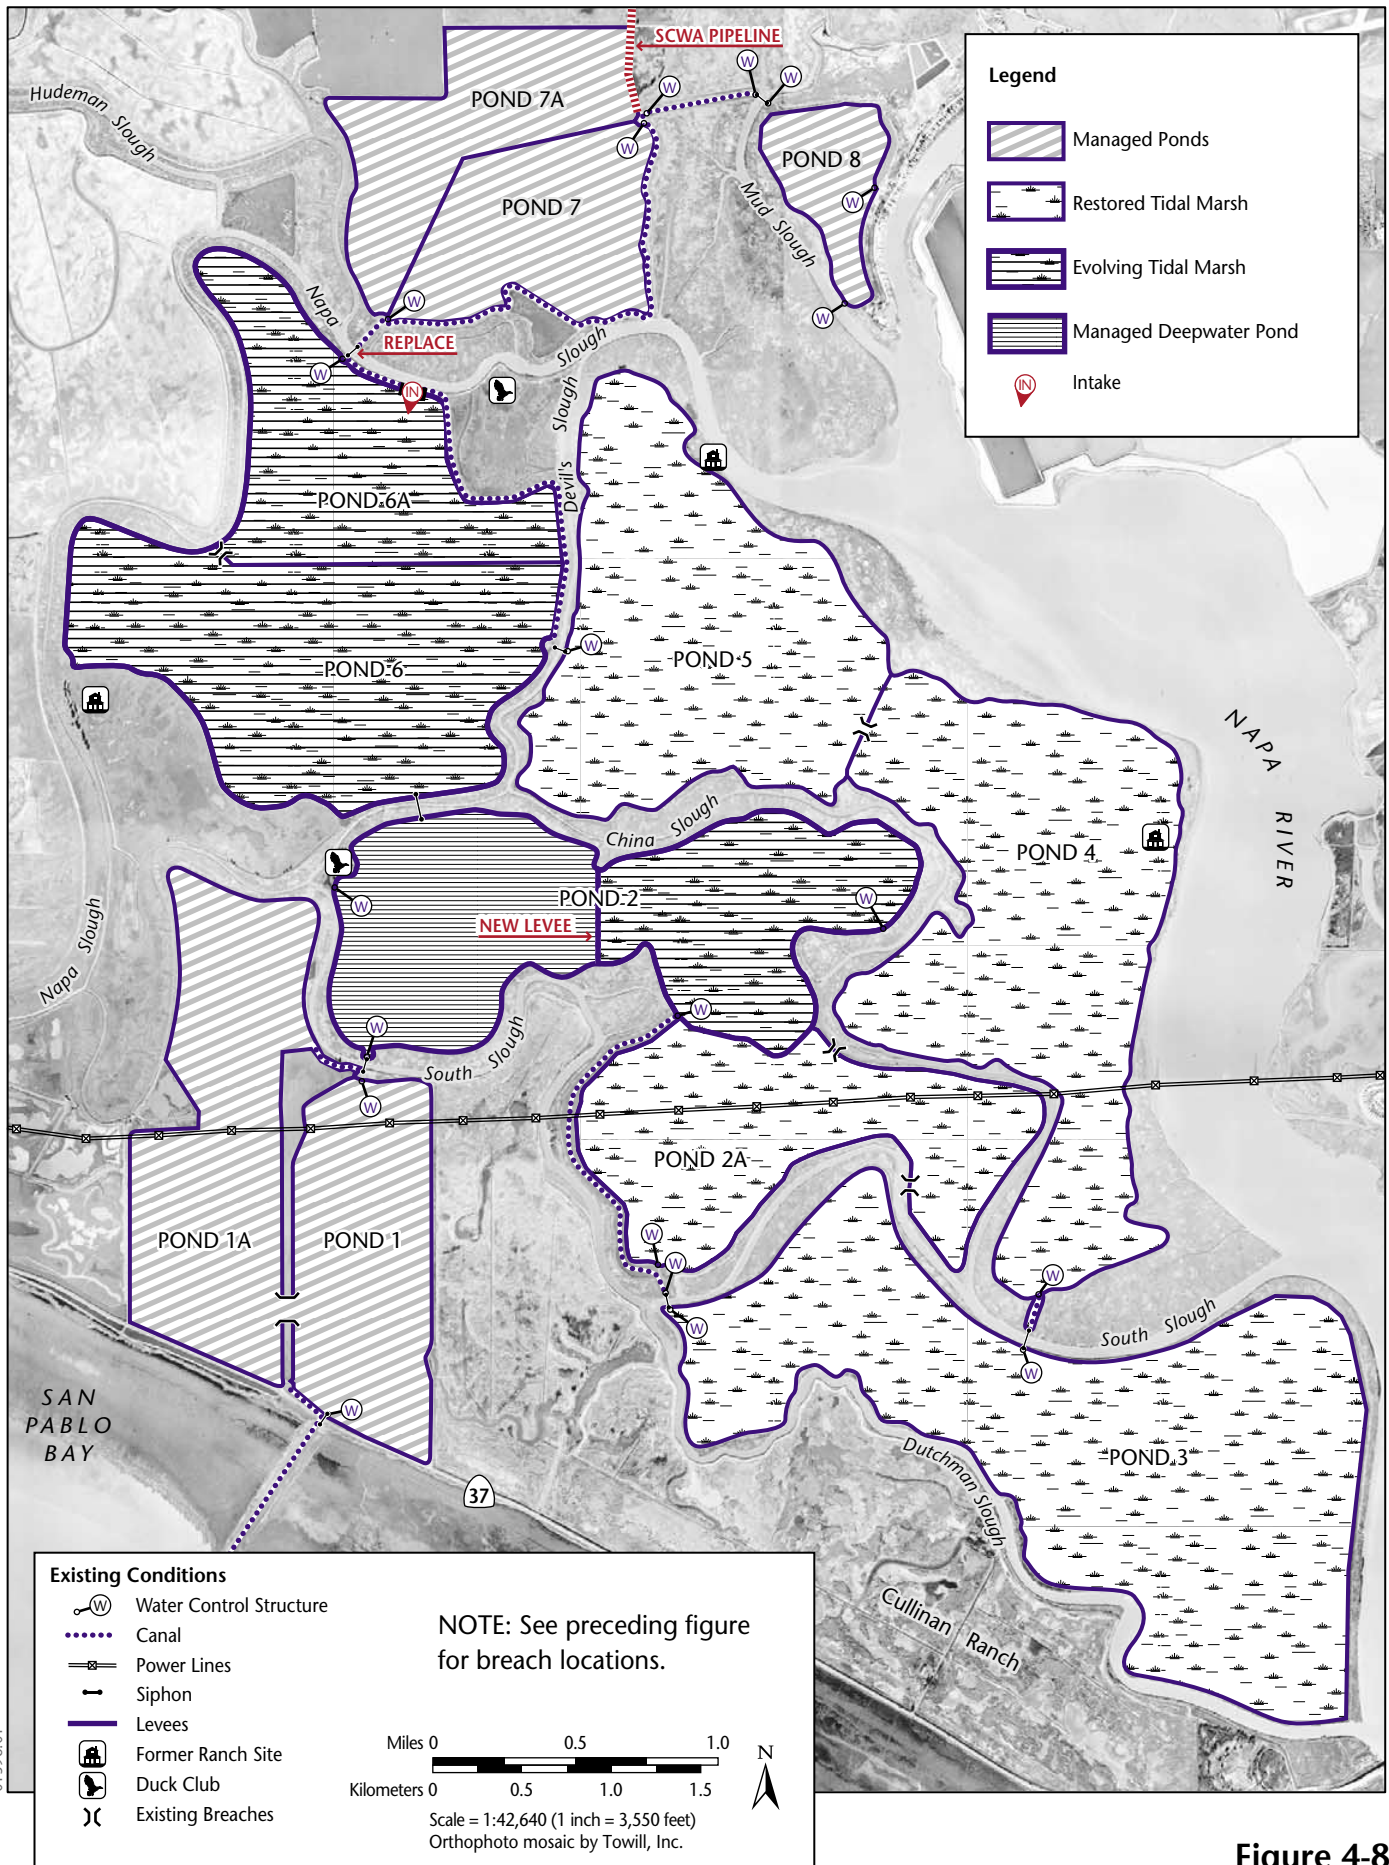 SCWA PIPELINE
W
W
W
W
Hudeman Slough
POND 7A
POND 8
POND 7
W
Mud Slough
W
W
Napa Slough
REPLACE
W
IN
Devil's Slough
POND 6A
W
POND 5
POND 6
NAPA RIVER
China Slough
POND 4
POND 2
W
W
NEW LEVEE
Napa Slough
W
W
South Slough
W
POND 2A
POND 1A
POND 1
W
W
W
W
South Slough
W
SAN
PABLO
BAY
W
37
Dutchman Slough
POND 3
Cullinan Ranch
Legend
Managed Ponds
Restored Tidal Marsh
Evolving Tidal Marsh
Managed Deepwater Pond
IN Intake
Existing Conditions
W Water Control Structure
Canal
Power Lines
Siphon
Levees
Former Ranch Site
Duck Club
Existing Breaches
NOTE: See preceding figure
for breach locations.
Miles 0 0.5 1.0
Kilometers 0 0.5 1.0 1.5
N
Scale = 1:42,640 (1 inch = 3,550 feet)
Orthophoto mosaic by Towill, Inc.
Figure 4-8